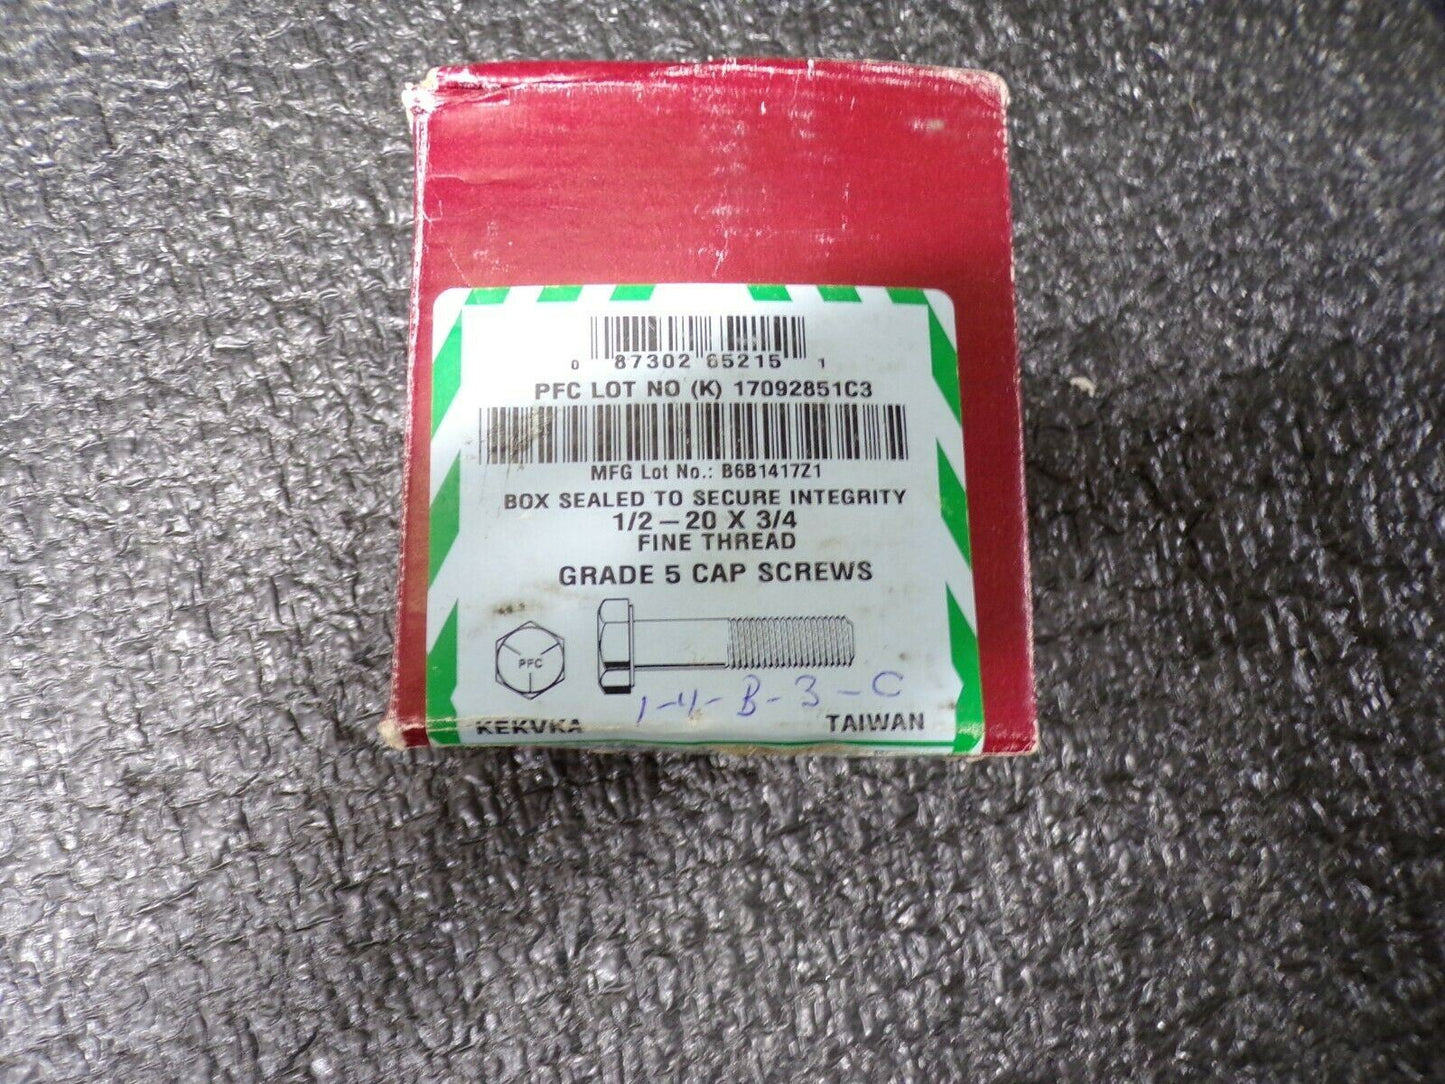 0 87302 65215 1
PFC LOT NO (K) 17092851C3
MFG Lot No.: B6B1417Z1
BOX SEALED TO SECURE INTEGRITY
1/2-20 X 3/4
FINE THREAD
GRADE 5 CAP SCREWS
PFC
1-4-B-3-C
KEKVKA TAIWAN